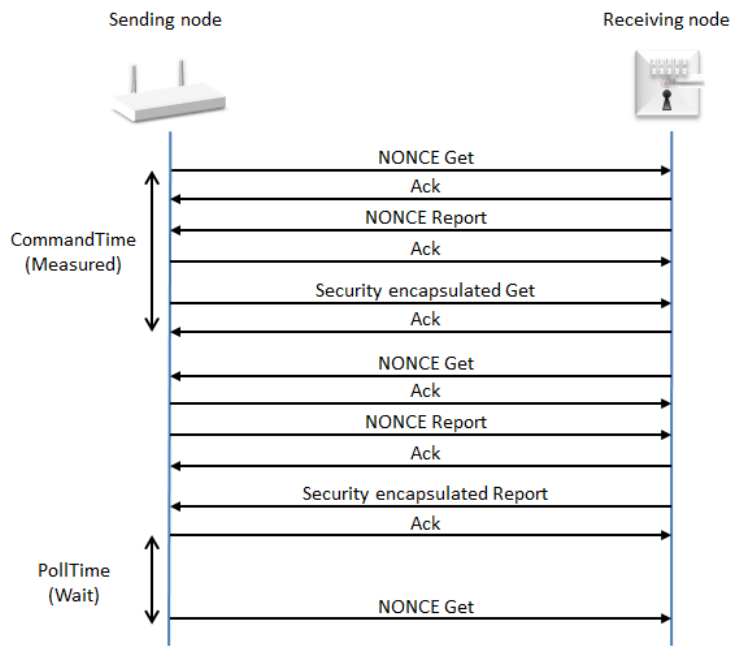 Sending node
Receiving node
NONCE Get
Ack
NONCE Report
CommandTime
(Measured)
Ack
Security encapsulated Get
Ack
NONCE Get
Ack
NONCE Report
Ack
Security encapsulated Report
Ack
PollTime
(Wait)
NONCE Get